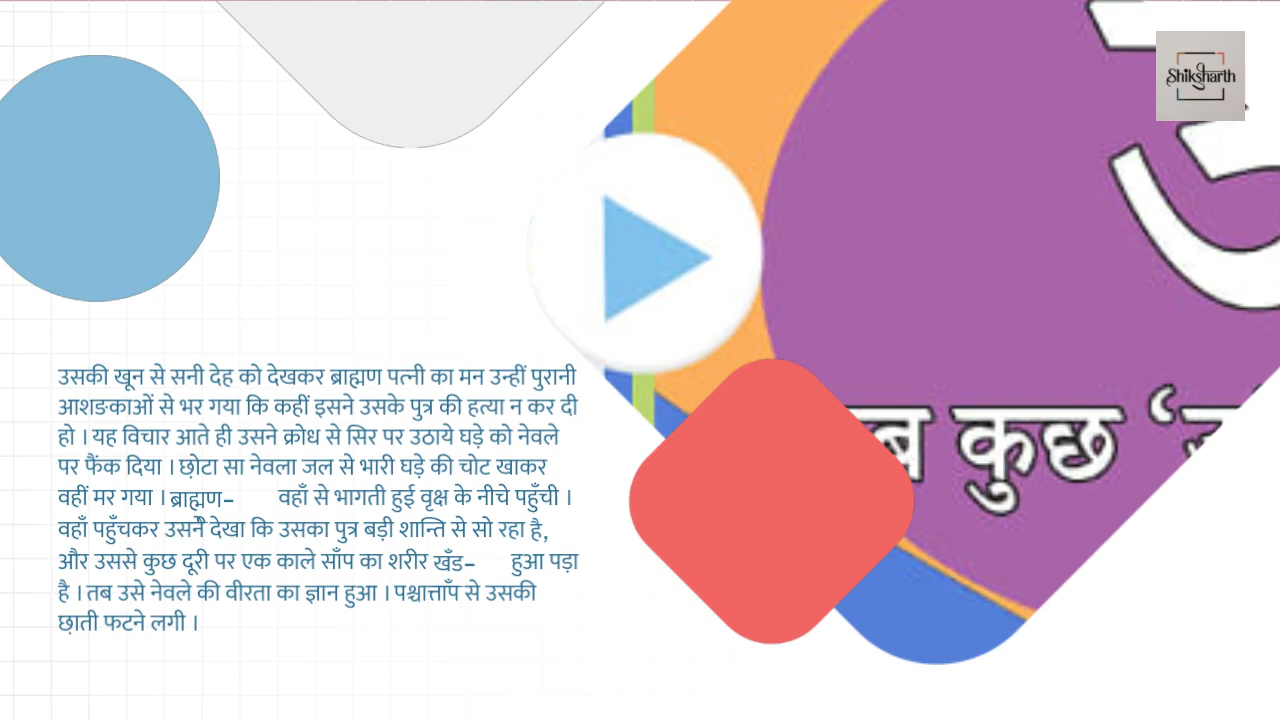 Shiksharth
उसकी खून से सनी देह को देखकर ब्राह्मण पत्नी का मन उन्हीं पुरानी
आशङकाओं से भर गया कि कहीं इसने उसके पुत्र की हत्या न कर दी
हो । यह विचार आते ही उसने क्रोध से सिर पर उठाये घड़े को नेवले
पर फैंक दिया । छो़टा सा नेवला जल से भारी घड़े की चोट खाकर
वहीं मर गया । ब्राह्मण– वहाँ से भागती हुई वृक्ष के नीचे पहुँची ।
वहाँ पहुँचकर उसने देखा कि उसका पुत्र बड़ी शान्ति से सो रहा है,
और उससे कुछ दूरी पर एक काले साँप का शरीर खँड– हुआ पड़ा
है । तब उसे नेवले की वीरता का ज्ञान हुआ । पश्चात्ताँप से उसकी
छा़ती फटने लगी ।
कुछ